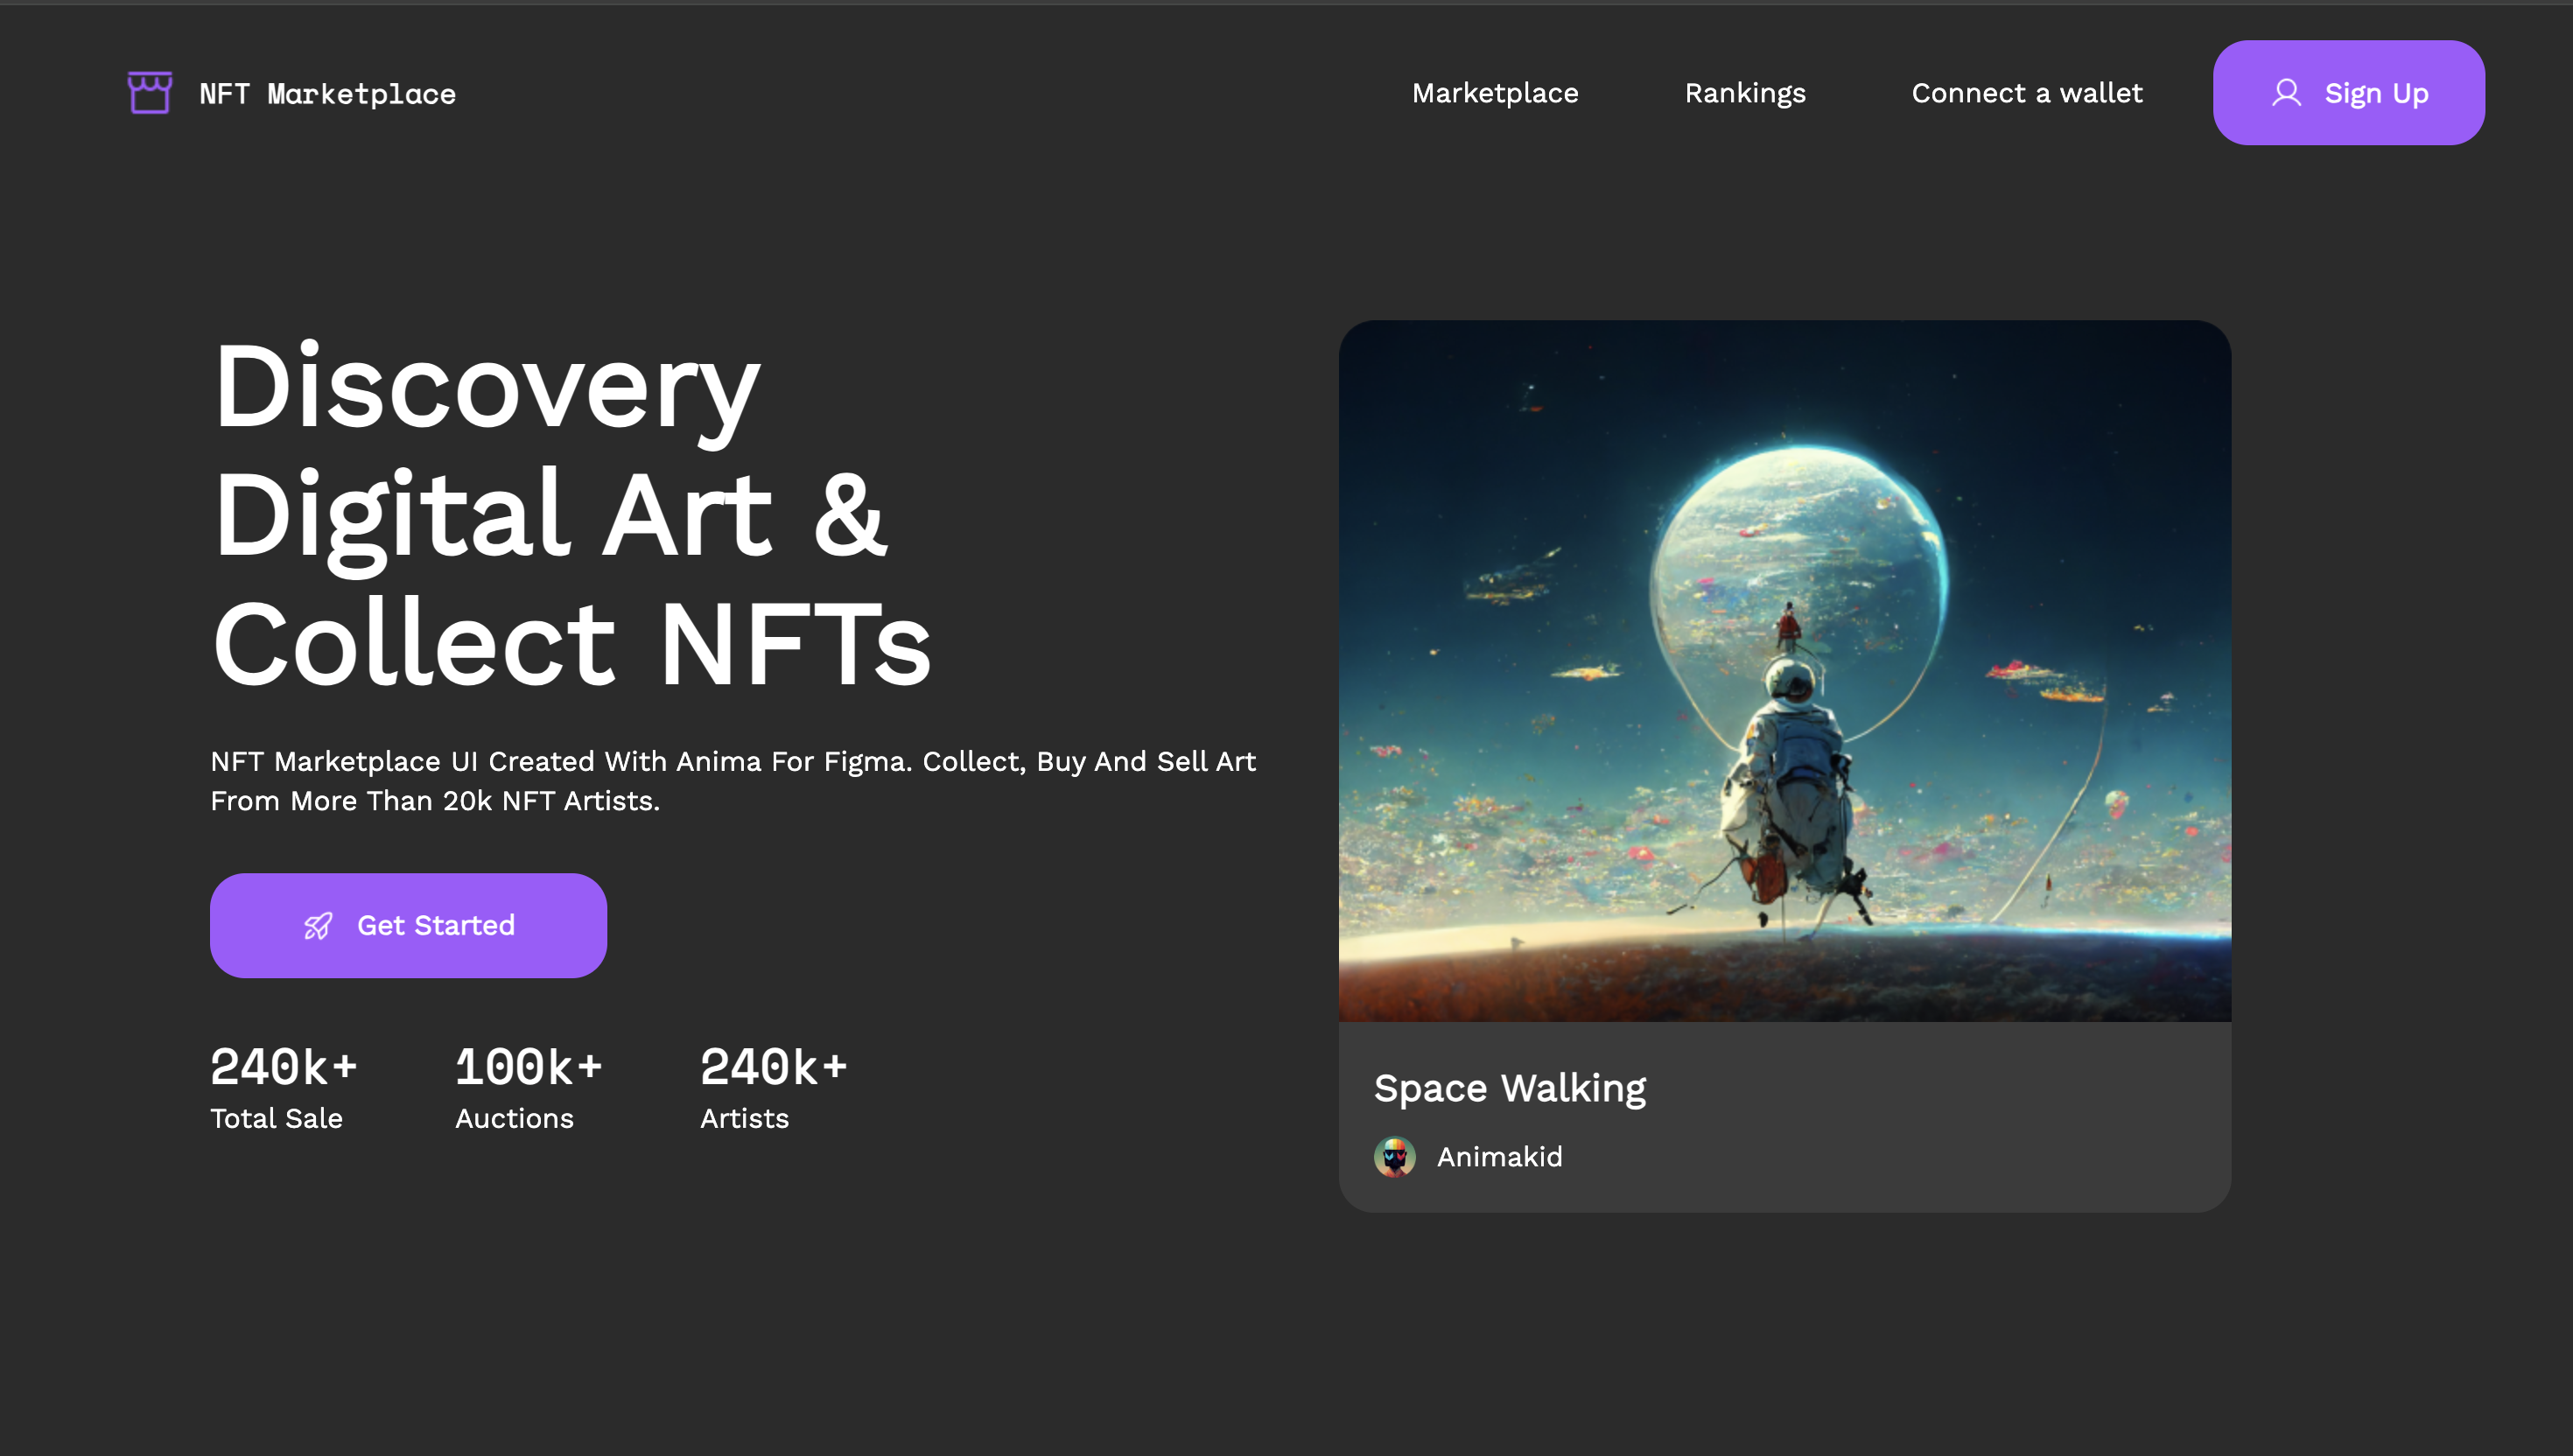 NFT Marketplace
Marketplace
Rankings
Connect a wallet
Sign Up
Discovery
Digital Art &
Collect NFTs
NFT Marketplace UI Created With Anima For Figma. Collect, Buy And Sell Art
From More Than 20k NFT Artists.
Get Started
240k+
Total Sale
100k+
Auctions
240k+
Artists
Space Walking
Animakid